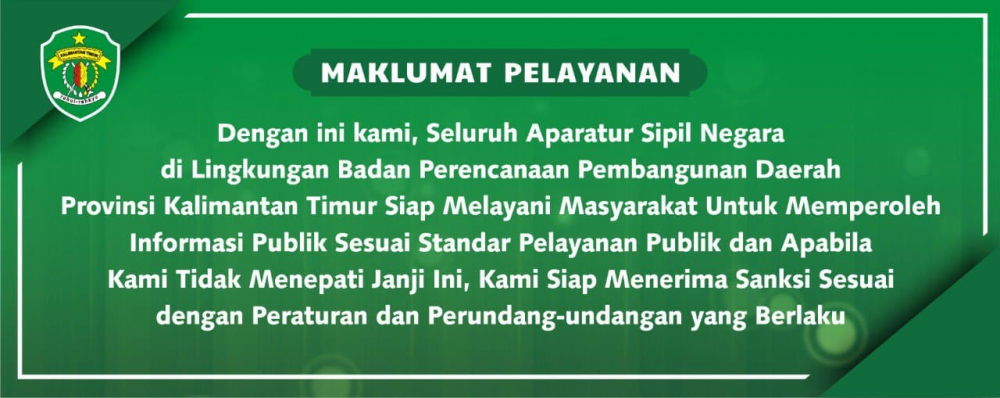 KALIMANTAN TIMUR
MAKLUMAT PELAYANAN
Dengan ini kami, Seluruh Aparatur Sipil Negara
di Lingkungan Badan Perencanaan Pembangunan Daerah
Provinsi Kalimantan Timur Siap Melayani Masyarakat Untuk Memperoleh
Informasi Publik Sesuai Standar Pelayanan Publik dan Apabila
Kami Tidak Menepati Janji Ini, Kami Siap Menerima Sanksi Sesuai
dengan Peraturan dan Perundang-undangan yang Berlaku